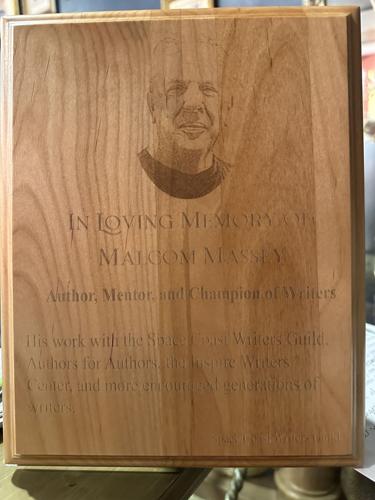 In Loving Memory of
Malcom Massey
Author, Mentor, and Champion of Writers
His work with the Space Coast Writers Guild,
Authors for Authors, the Inspire Writers
Center, and more encouraged generations of
writers.
Space Coast Writers Guild